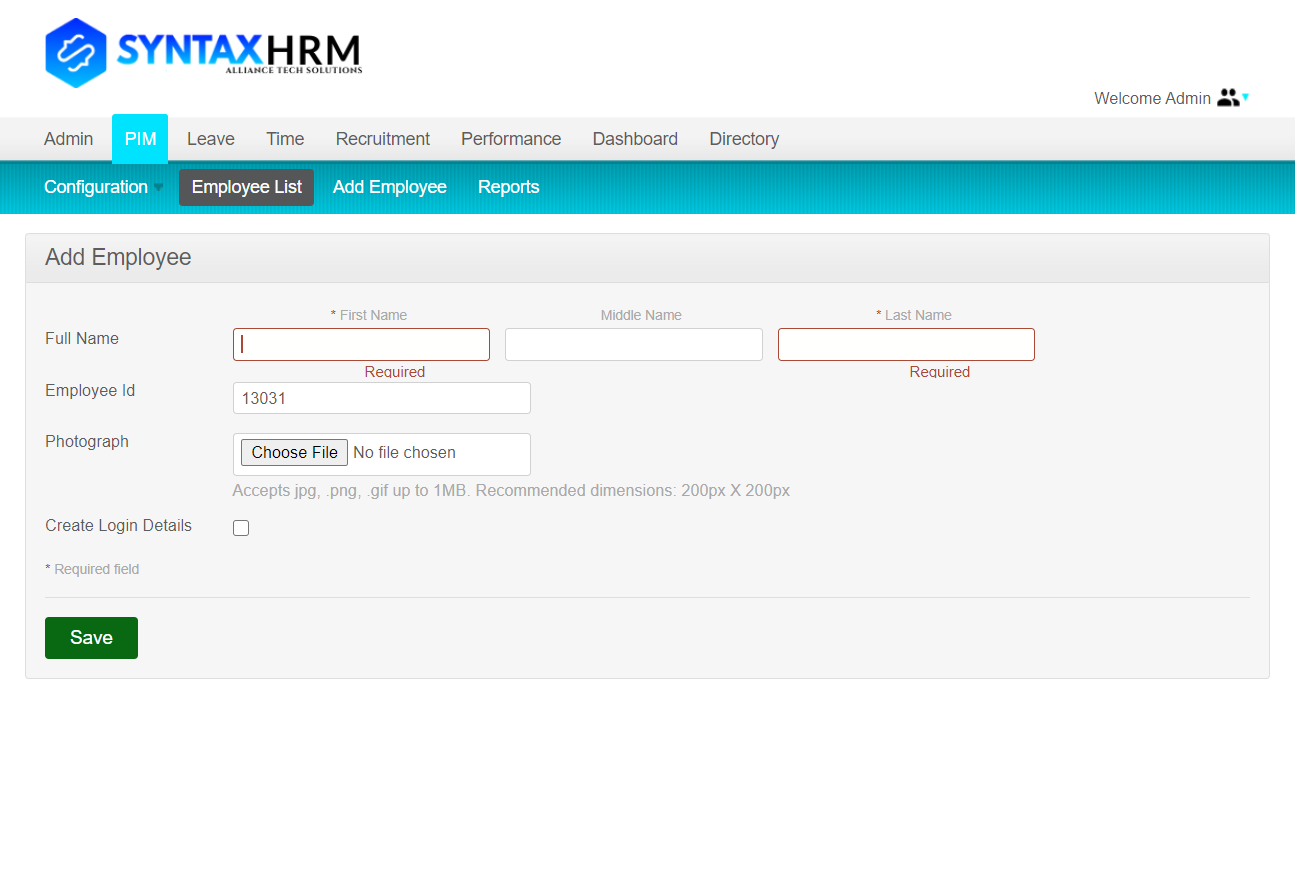 SYNTAXHRM
ALLIANCE TECH SOLUTIONS
Welcome Admin
Admin PIM Leave Time Recruitment Performance Dashboard Directory
Configuration Employee List Add Employee Reports
Add Employee
* First Name Middle Name * Last Name
Full Name
Required Required
Employee Id 13031
Photograph Choose File No file chosen
Accepts jpg, .png, .gif up to 1MB. Recommended dimensions: 200px X 200px
Create Login Details
* Required field
Save